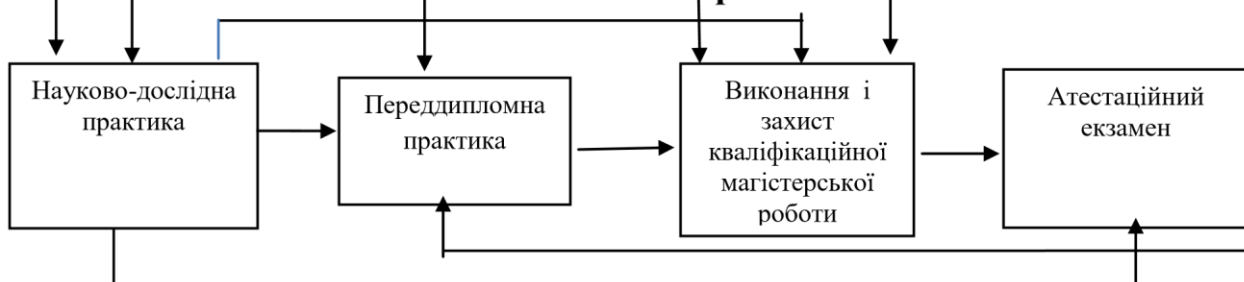 Науково-дослідна
практика
Переддипломна
практика
Виконання і
захист
кваліфікаційної
магістерської
роботи
Атестаційний
екзамен